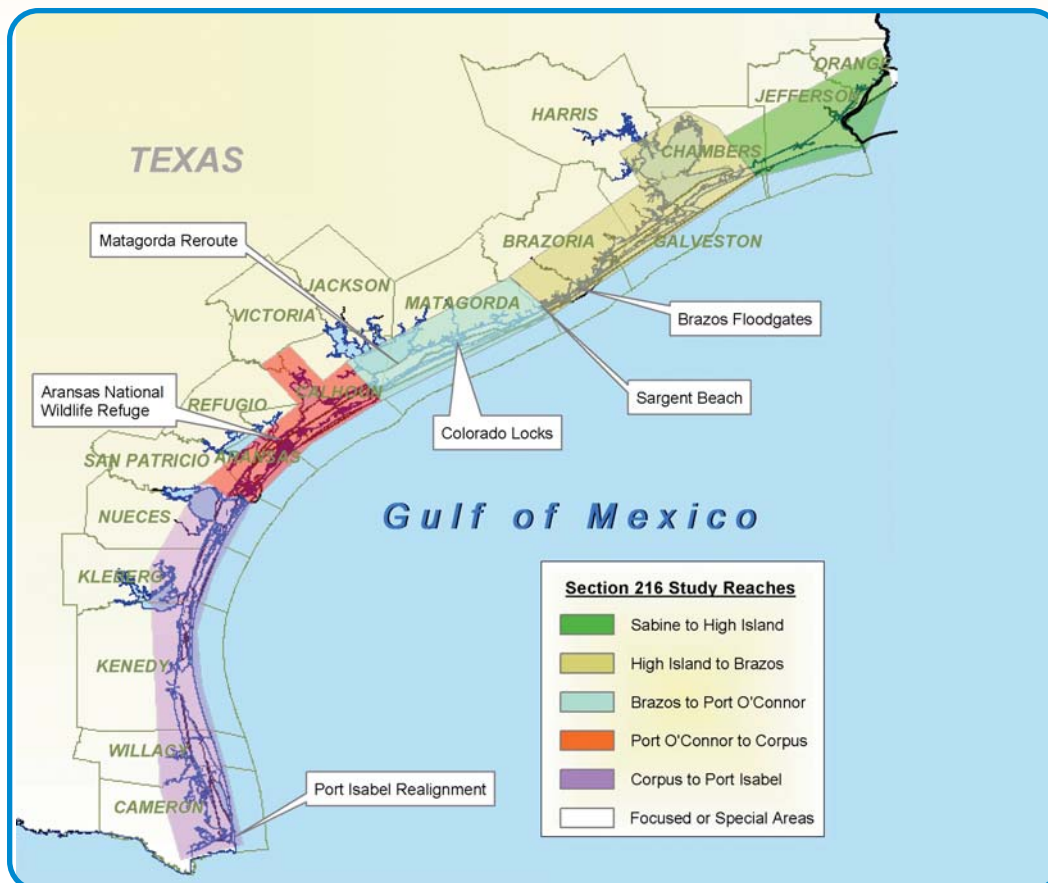 ORANGE
JEFFERSON
HARRIS
CHAMBERS
TEXAS
Matagorda Reroute
BRAZORIA
GALVESTON
JACKSON
MATAGORDA
VICTORIA
Brazos Floodgates
Aransas National
Wildlife Refuge
CALHOUN
REFUGIO
Sargent Beach
Colorado Locks
SAN PATRICIO
ARANSAS
NUECES
Gulf of Mexico
KLEBERG
KENEDY
WILLACY
CAMERON
Port Isabel Realignment
Section 216 Study Reaches
Sabine to High Island
High Island to Brazos
Brazos to Port O'Connor
Port O'Connor to Corpus
Corpus to Port Isabel
Focused or Special Areas